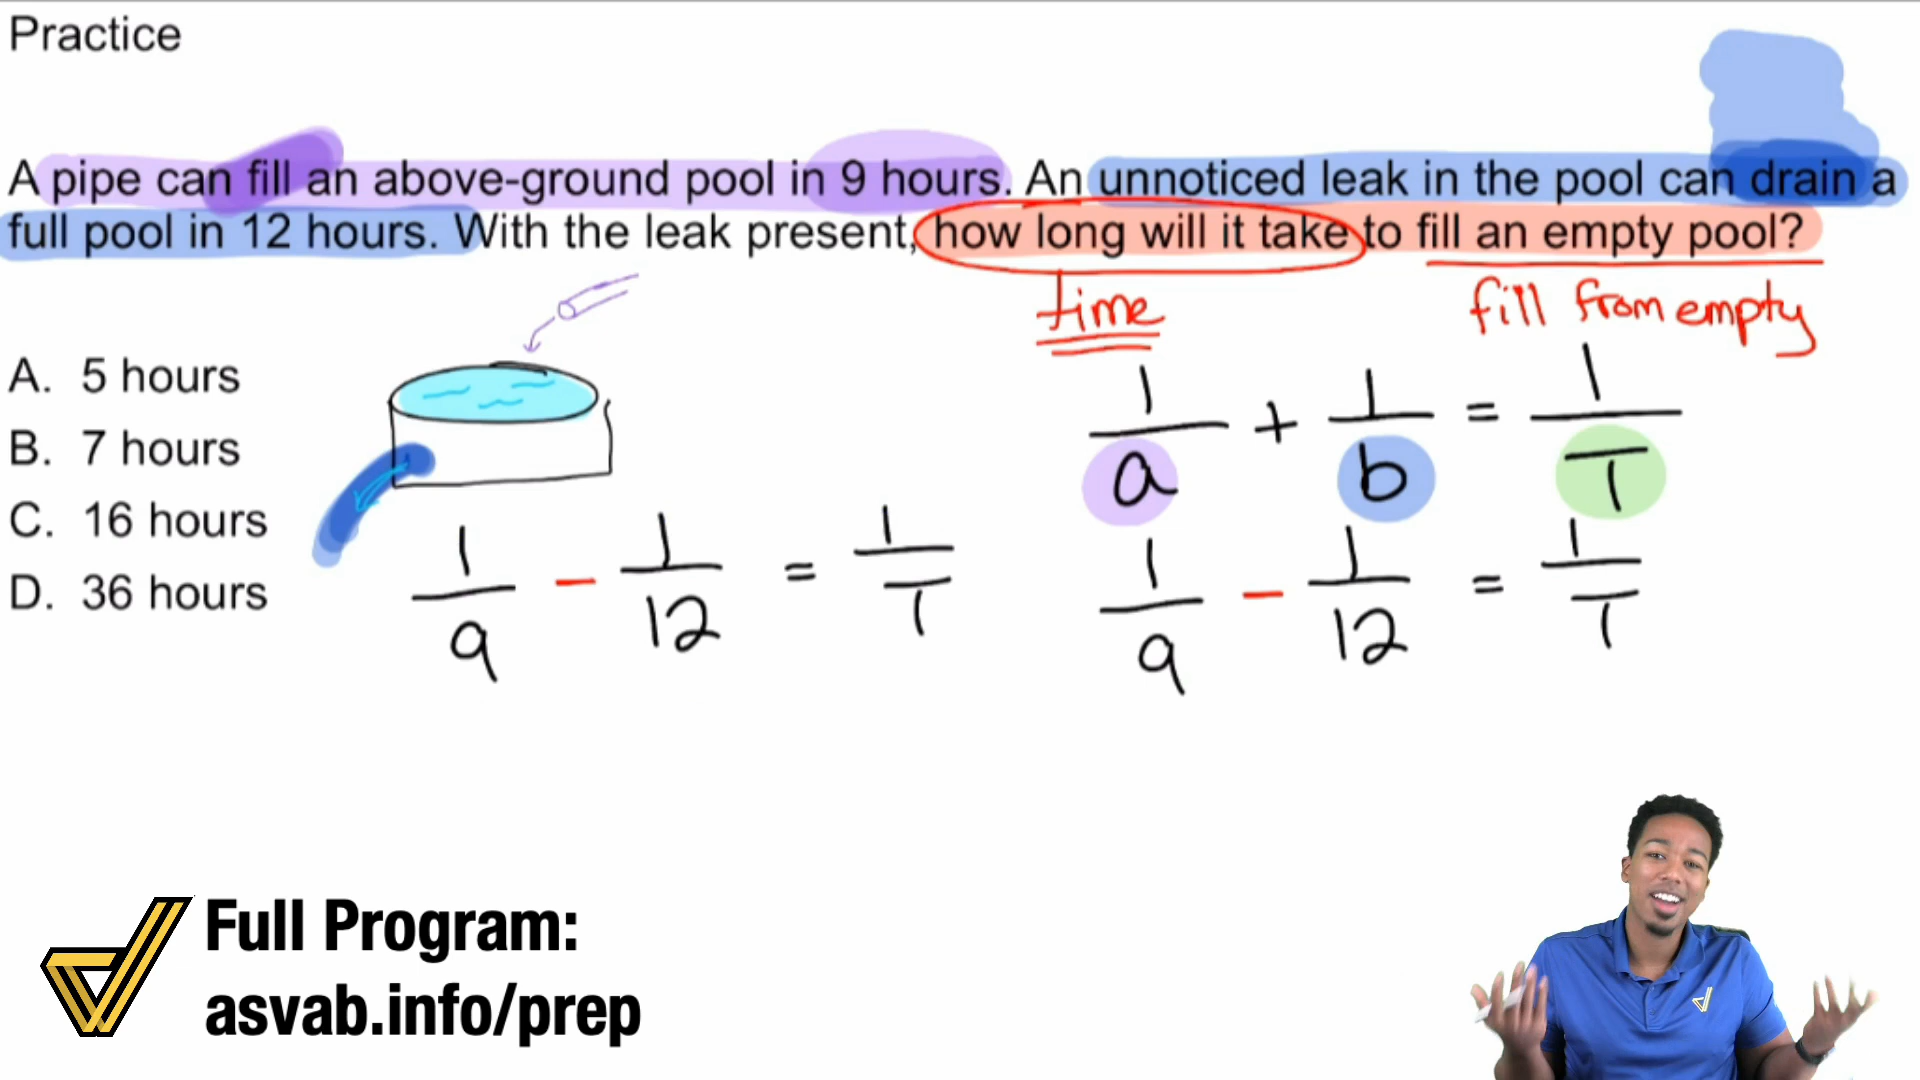 Practice
A pipe can fill an above-ground pool in 9 hours. An unnoticed leak in the pool can drain a
full pool in 12 hours. With the leak present, how long will it take to fill an empty pool?
time
fill from empty
A. 5 hours
B. 7 hours
C. 16 hours
D. 36 hours
1/a + 1/b = 1/T
1/9 - 1/12 = 1/T
1/9 - 1/12 = 1/T
Full Program:
asvab.info/prep